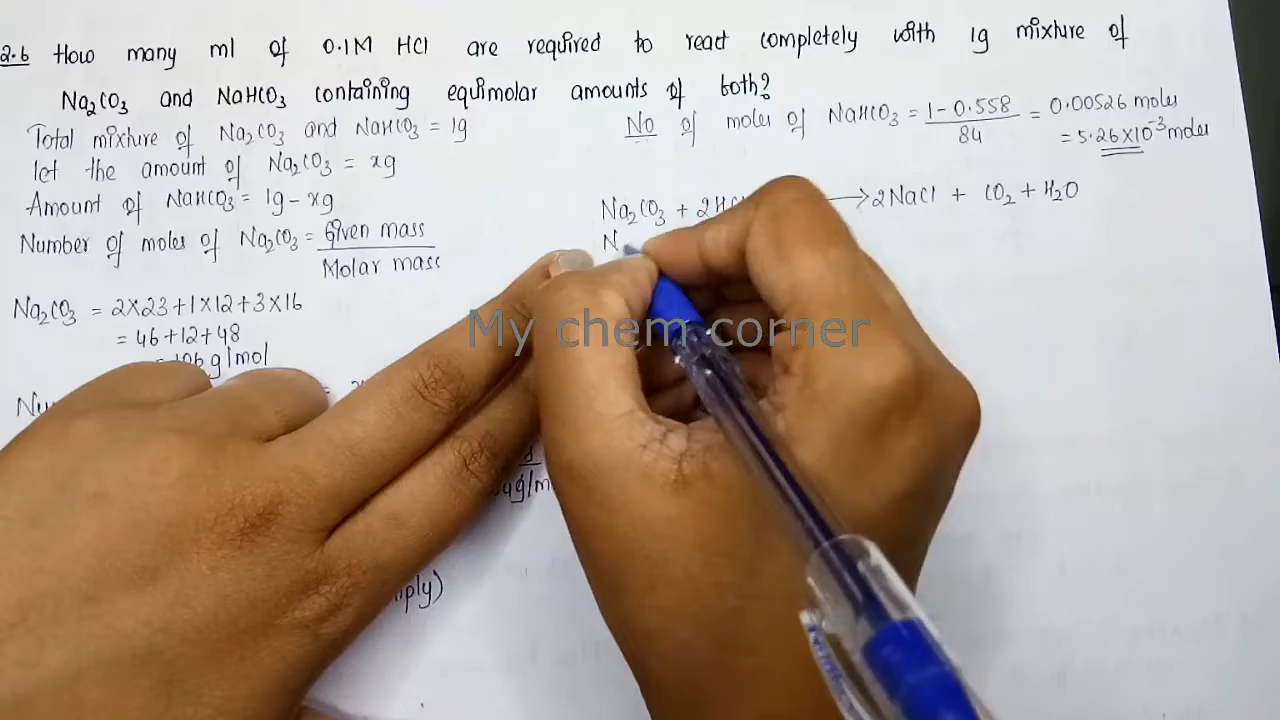 2.6 How many ml of 0.1M HCl are required to react completely with 1g mixture of
Na₂CO₃ and NaHCO₃ containing equimolar amounts of both?
Total mixture of Na₂CO₃ and NaHCO₃ = 1g
let the amount of Na₂CO₃ = xg
Amount of NaHCO₃ = 1g - xg
Number of moles of Na₂CO₃ = Given mass
Molar mass
Na₂CO₃ = 2×23+1×12+3×16
= 46+12+48
106g/mol
No of moles of NaHCO₃ = 1-0.558 = 0.00526 moles
84 = 5.26×10⁻³ moles
Na₂CO₃ + 2HCl → 2NaCl + CO₂ + H₂O
N
My chem corner